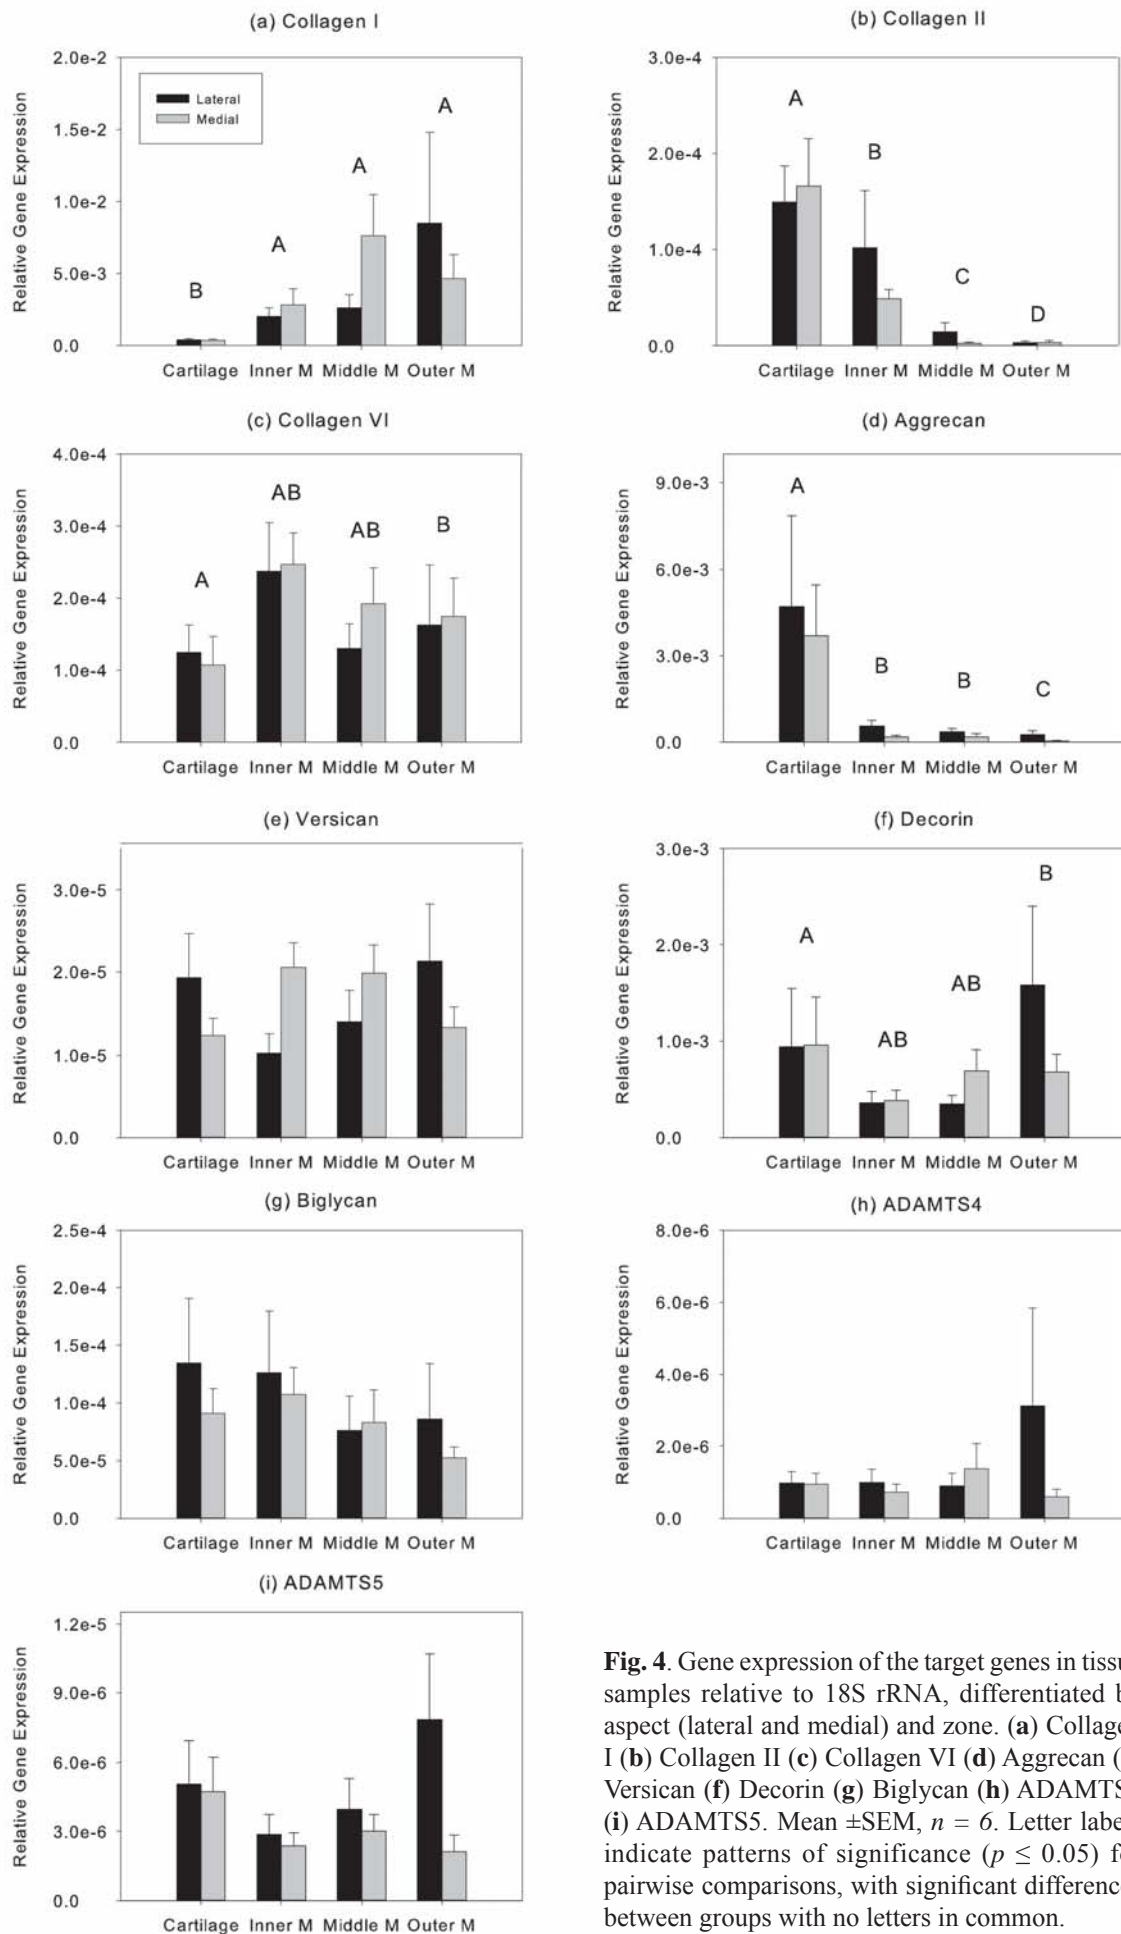 (a) Collagen I
Relative Gene Expression
2.0e-2
1.5e-2
1.0e-2
5.0e-3
0.0
Lateral
Medial
B
A
A
A
Cartilage Inner M Middle M Outer M
(b) Collagen II
Relative Gene Expression
3.0e-4
2.0e-4
1.0e-4
0.0
A
B
C
D
Cartilage Inner M Middle M Outer M
(c) Collagen VI
Relative Gene Expression
4.0e-4
3.0e-4
2.0e-4
1.0e-4
0.0
A
AB
AB
B
Cartilage Inner M Middle M Outer M
(d) Aggrecan
Relative Gene Expression
9.0e-3
6.0e-3
3.0e-3
0.0
A
B
B
C
Cartilage Inner M Middle M Outer M
(e) Versican
Relative Gene Expression
3.0e-5
2.0e-5
1.0e-5
0.0
Cartilage Inner M Middle M Outer M
(f) Decorin
Relative Gene Expression
3.0e-3
2.0e-3
1.0e-3
0.0
A
AB
AB
B
Cartilage Inner M Middle M Outer M
(g) Biglycan
Relative Gene Expression
2.5e-4
2.0e-4
1.5e-4
1.0e-4
5.0e-5
0.0
Cartilage Inner M Middle M Outer M
(h) ADAMTS4
Relative Gene Expression
8.0e-6
6.0e-6
4.0e-6
2.0e-6
0.0
Cartilage Inner M Middle M Outer M
(i) ADAMTS5
Relative Gene Expression
1.2e-5
9.0e-6
6.0e-6
3.0e-6
0.0
Cartilage Inner M Middle M Outer M
Fig. 4. Gene expression of the target genes in tissu
samples relative to 18S rRNA, differentiated b
aspect (lateral and medial) and zone. (a) Collage
I (b) Collagen II (c) Collagen VI (d) Aggrecan (
Versican (f) Decorin (g) Biglycan (h) ADAMTS
(i) ADAMTS5. Mean ±SEM, n = 6. Letter labe
indicate patterns of significance (p ≤ 0.05) f
pairwise comparisons, with significant difference
between groups with no letters in common.